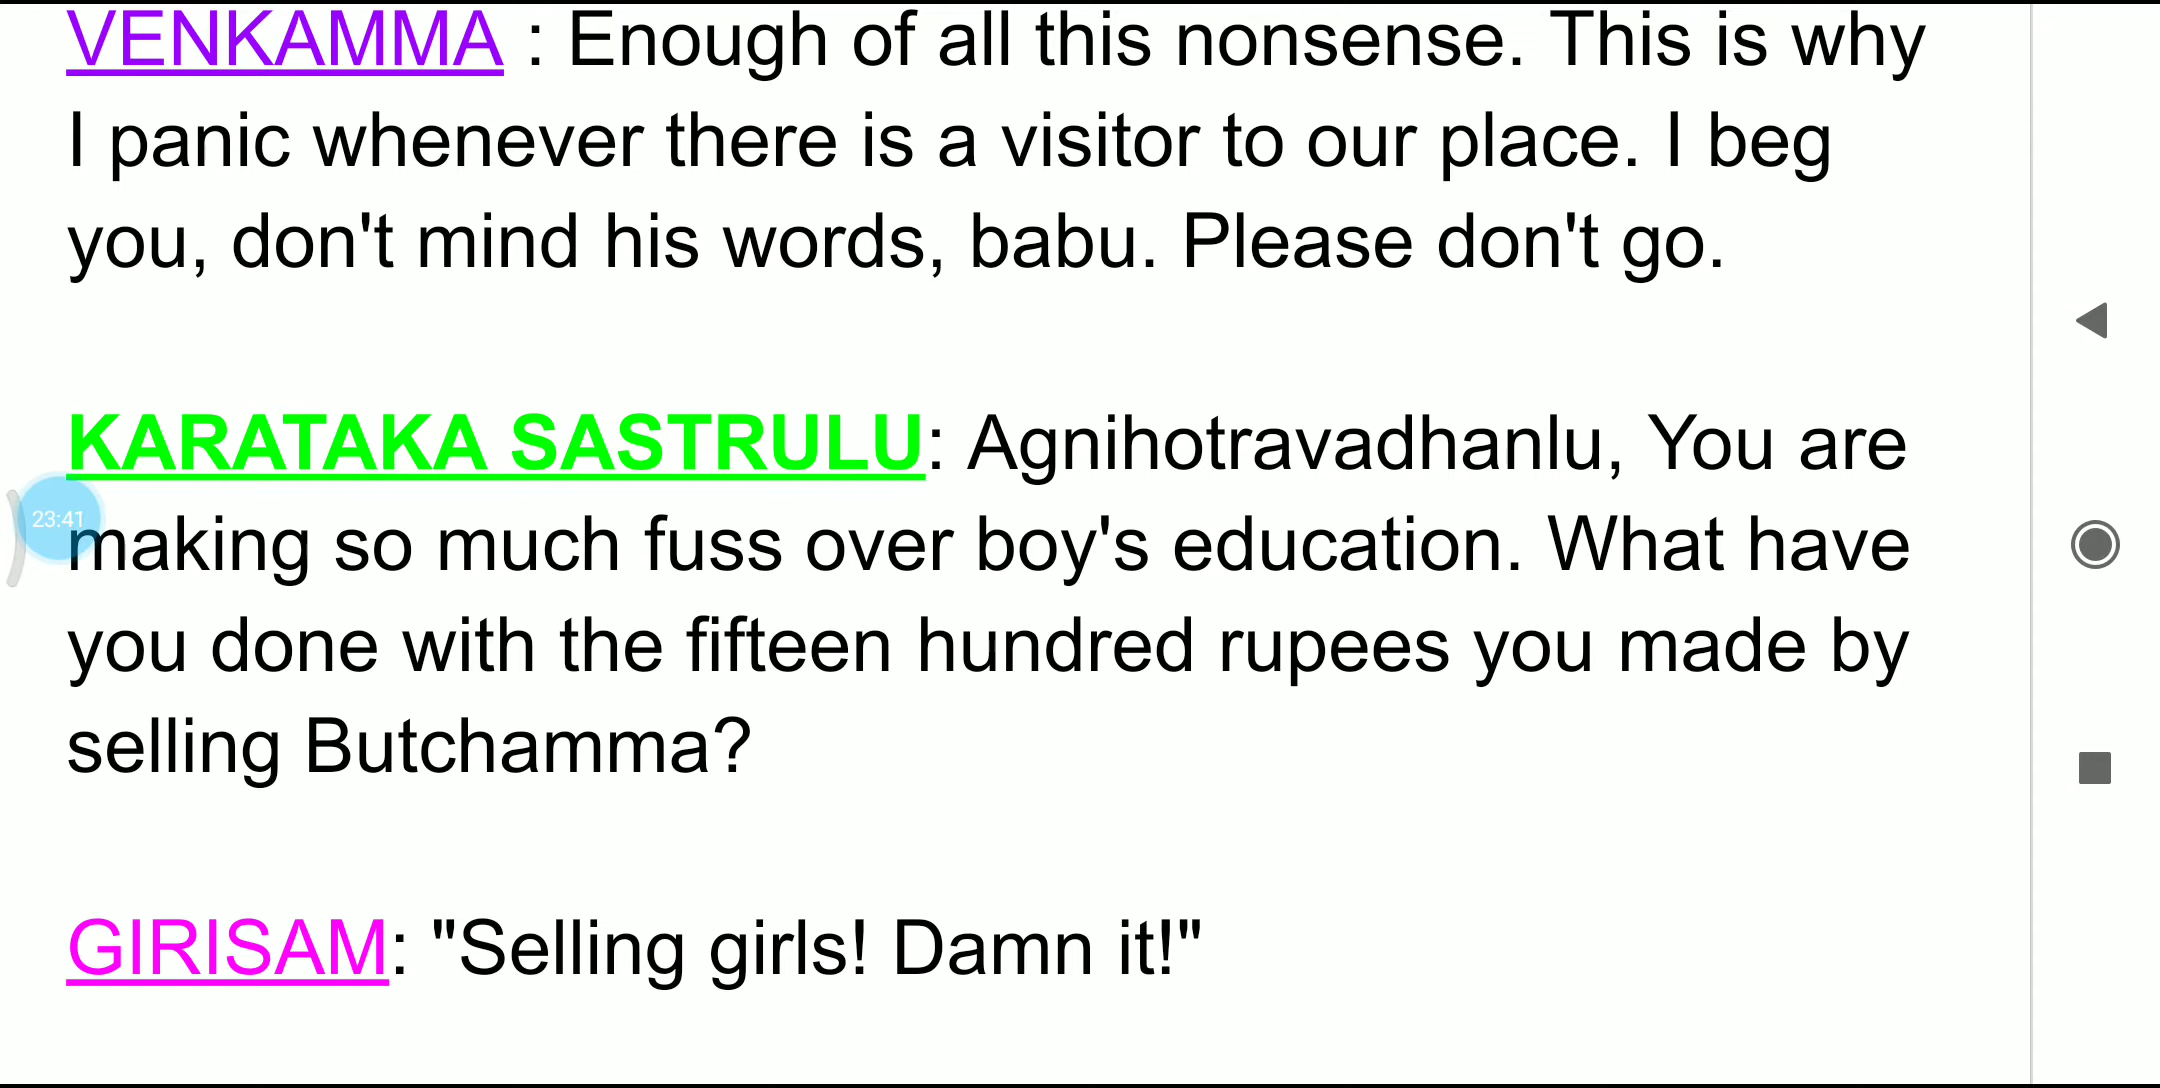 VENKAMMA : Enough of all this nonsense. This is why
I panic whenever there is a visitor to our place. I beg
you, don't mind his words, babu. Please don't go.
KARATAKA SASTRULU: Agnihotravadhanlu, You are
23:41
making so much fuss over boy's education. What have
you done with the fifteen hundred rupees you made by
selling Butchamma?
GIRISAM: "Selling girls! Damn it!"